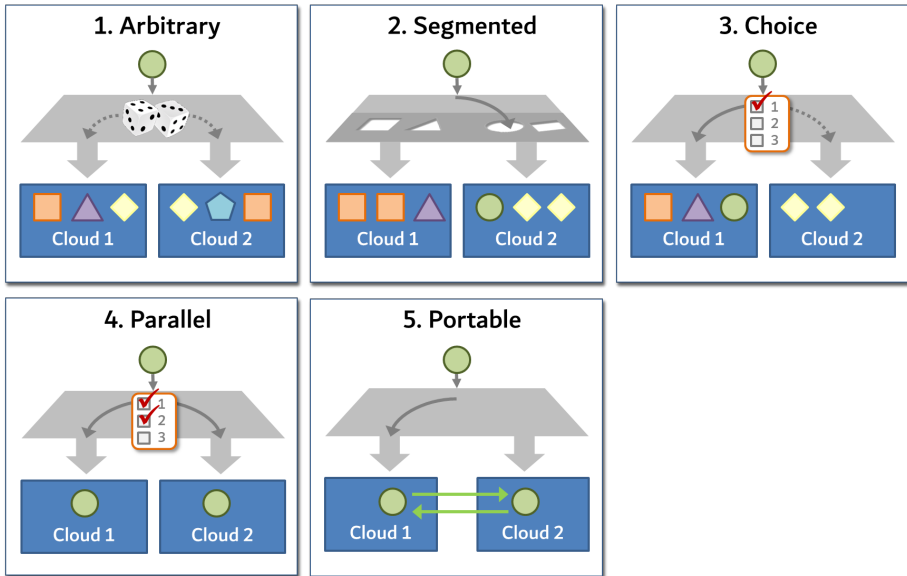 1. Arbitrary
Cloud 1
Cloud 2
2. Segmented
Cloud 1
Cloud 2
3. Choice
1
2
3
Cloud 1
Cloud 2
4. Parallel
1
2
3
Cloud 1
Cloud 2
5. Portable
Cloud 1
Cloud 2